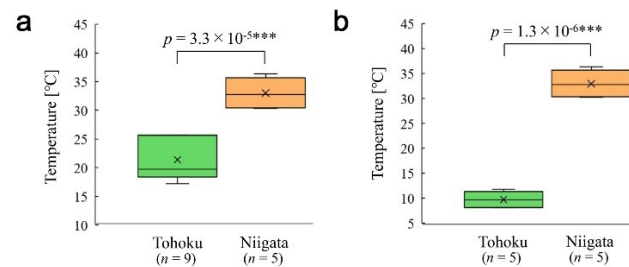 a
p = 3.3 × 10-5***
Temperature [℃]
45
40
35
30
25
20
15
10
Tohoku
(n = 9)
Niigata
(n = 5)
b
p = 1.3 × 10-6***
Temperature [℃]
45
40
35
30
25
20
15
10
5
Tohoku
(n = 5)
Niigata
(n = 5)